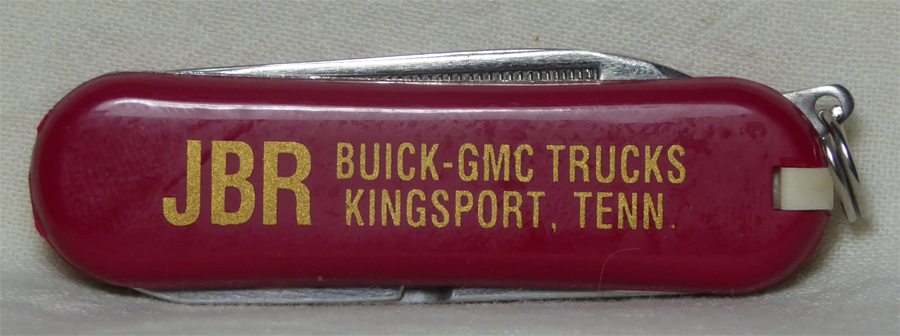 JBR
BUICK-GMC TRUCKS
KINGSPORT, TENN.